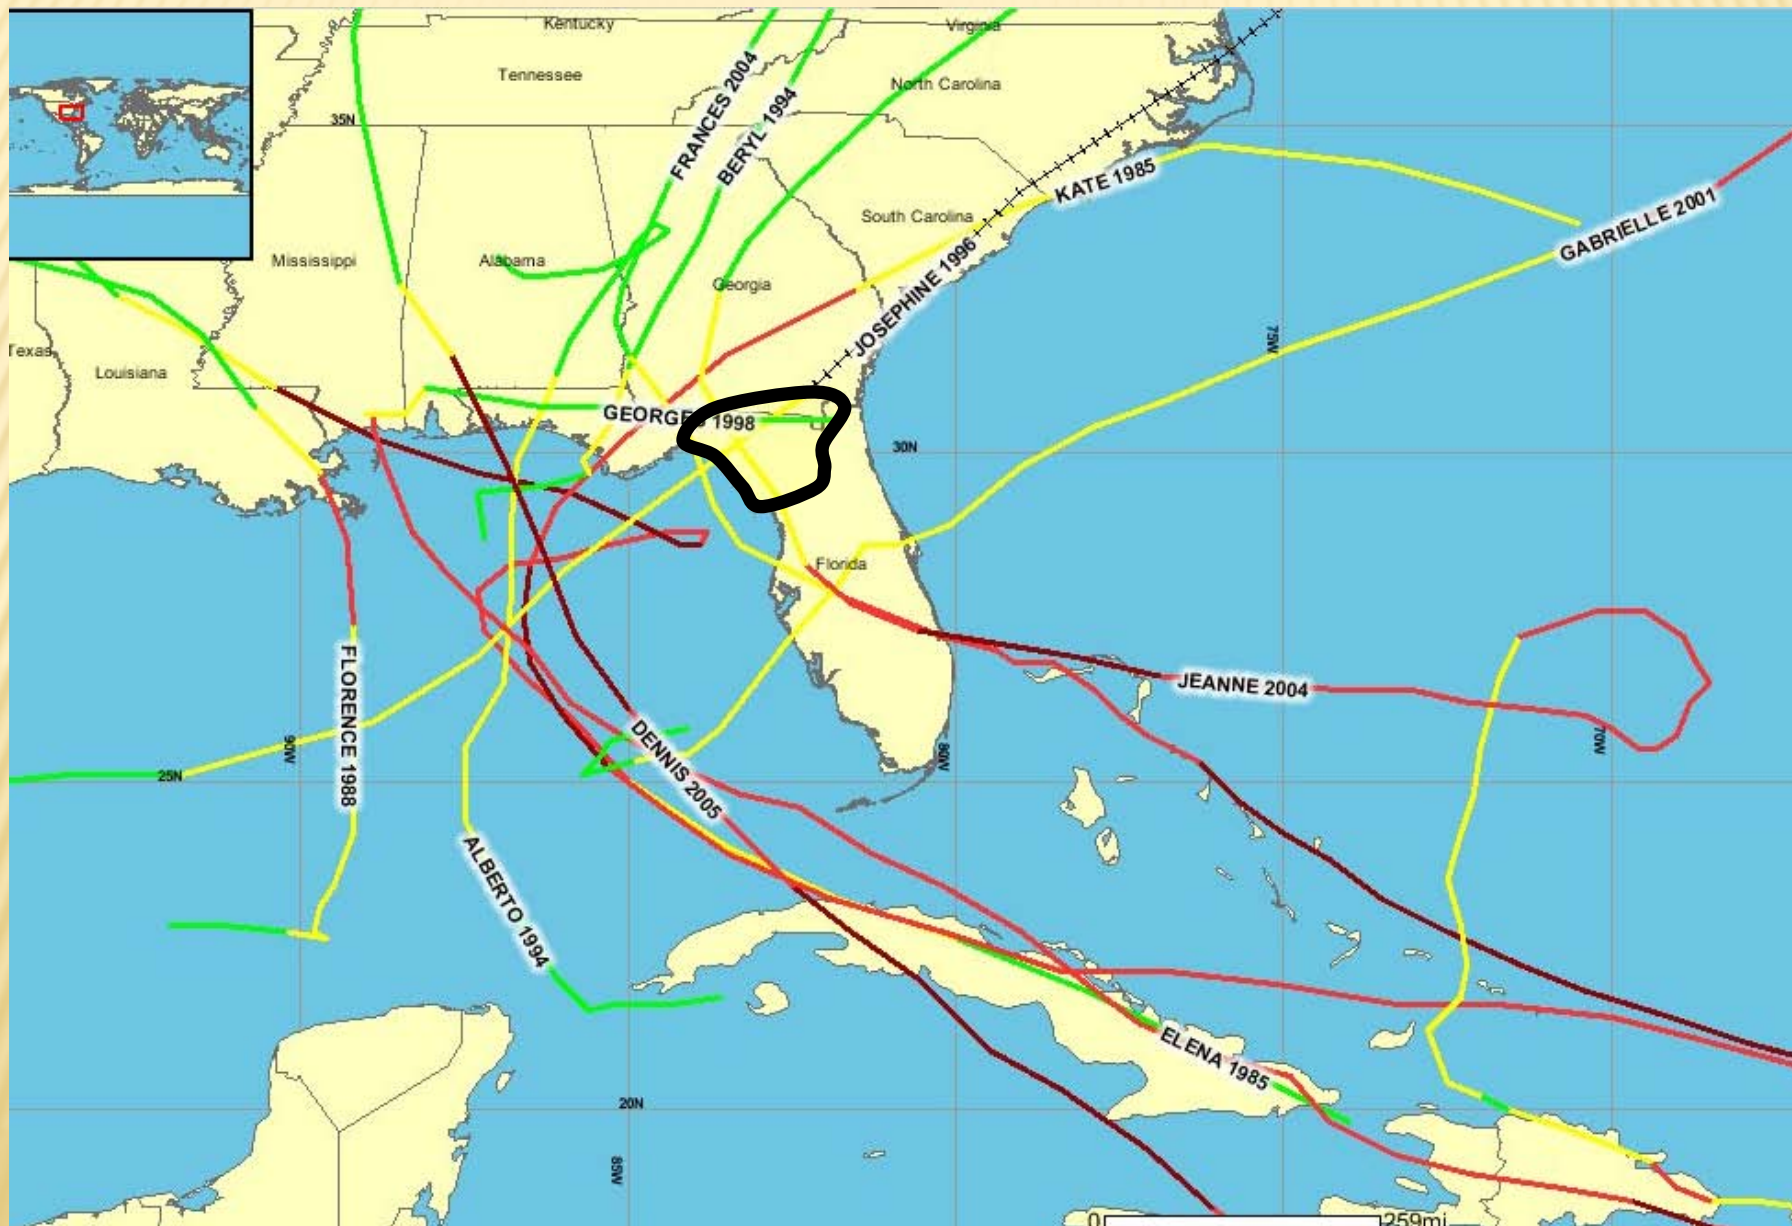 Kentucky
Virginia
Tennessee
North Carolina
FRANCES 2004
BERYL 1994
35N
KATE 1985
South Carolina
GABRIELLE 2001
Mississippi
Alabama
Georgia
JOSEPHINE 1996
75W
Texas
Louisiana
GEORGES 1998
30N
Florida
JEANNE 2004
FLORENCE 1988
90W
DENNIS 2005
80W
70W
25N
ALBERTO 1994
ELENA 1985
20N
85W
0 259mi